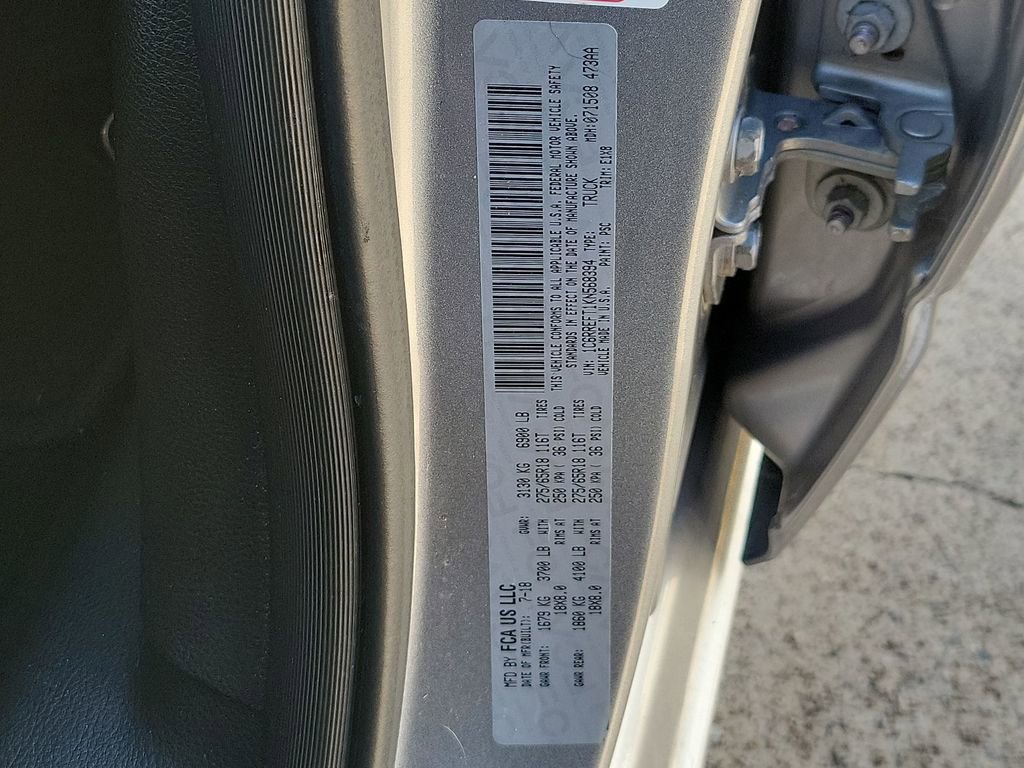 MFD BY FCA US LLC
DATE OF MFR(BUILT): 7-18 GVWR: 3130 KG 6900 LB
GAWR FRONT: 1679 KG 3700 LB WITH 275/65R18 116T TIRES
18X8.0 RIMS AT 250 KPA ( 36 PSI) COLD
GAWR REAR: 1860 KG 4100 LB WITH 275/65R18 116T TIRES
18X8.0 RIMS AT 250 KPA ( 36 PSI) COLD
THIS VEHICLE CONFORMS TO ALL APPLICABLE U.S.A. FEDERAL MOTOR VEHICLE SAFETY
STANDARDS IN EFFECT ON THE DATE OF MANUFACTURE SHOWN ABOVE.
VIN: 1C6RREFT1KN568394 TYPE: TRUCK MDH:071508 473AA
VEHICLE MADE IN U.S.A. PAINT: PSC TRIM: E1X8